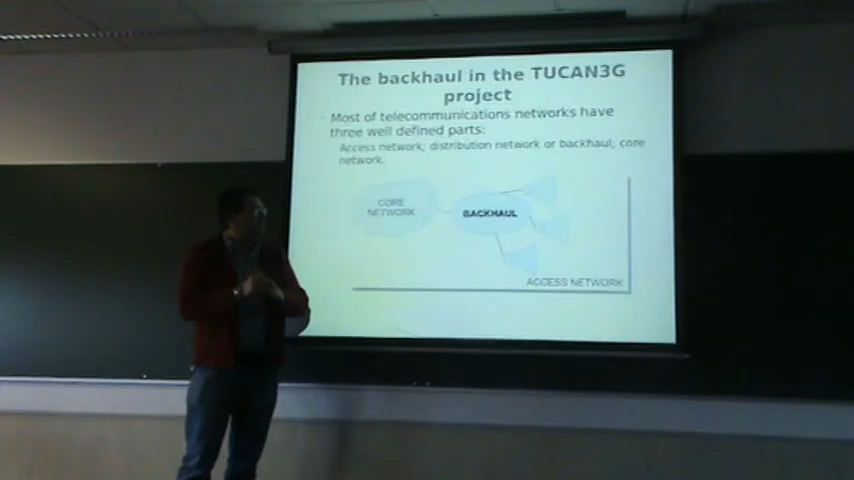 The backhaul in the TUCAN3G
project
Most of telecommunications networks have
three well defined parts:
Access network; distribution network or backhaul; core
network.
CORE
NETWORK
BACKHAUL
ACCESS NETWORK